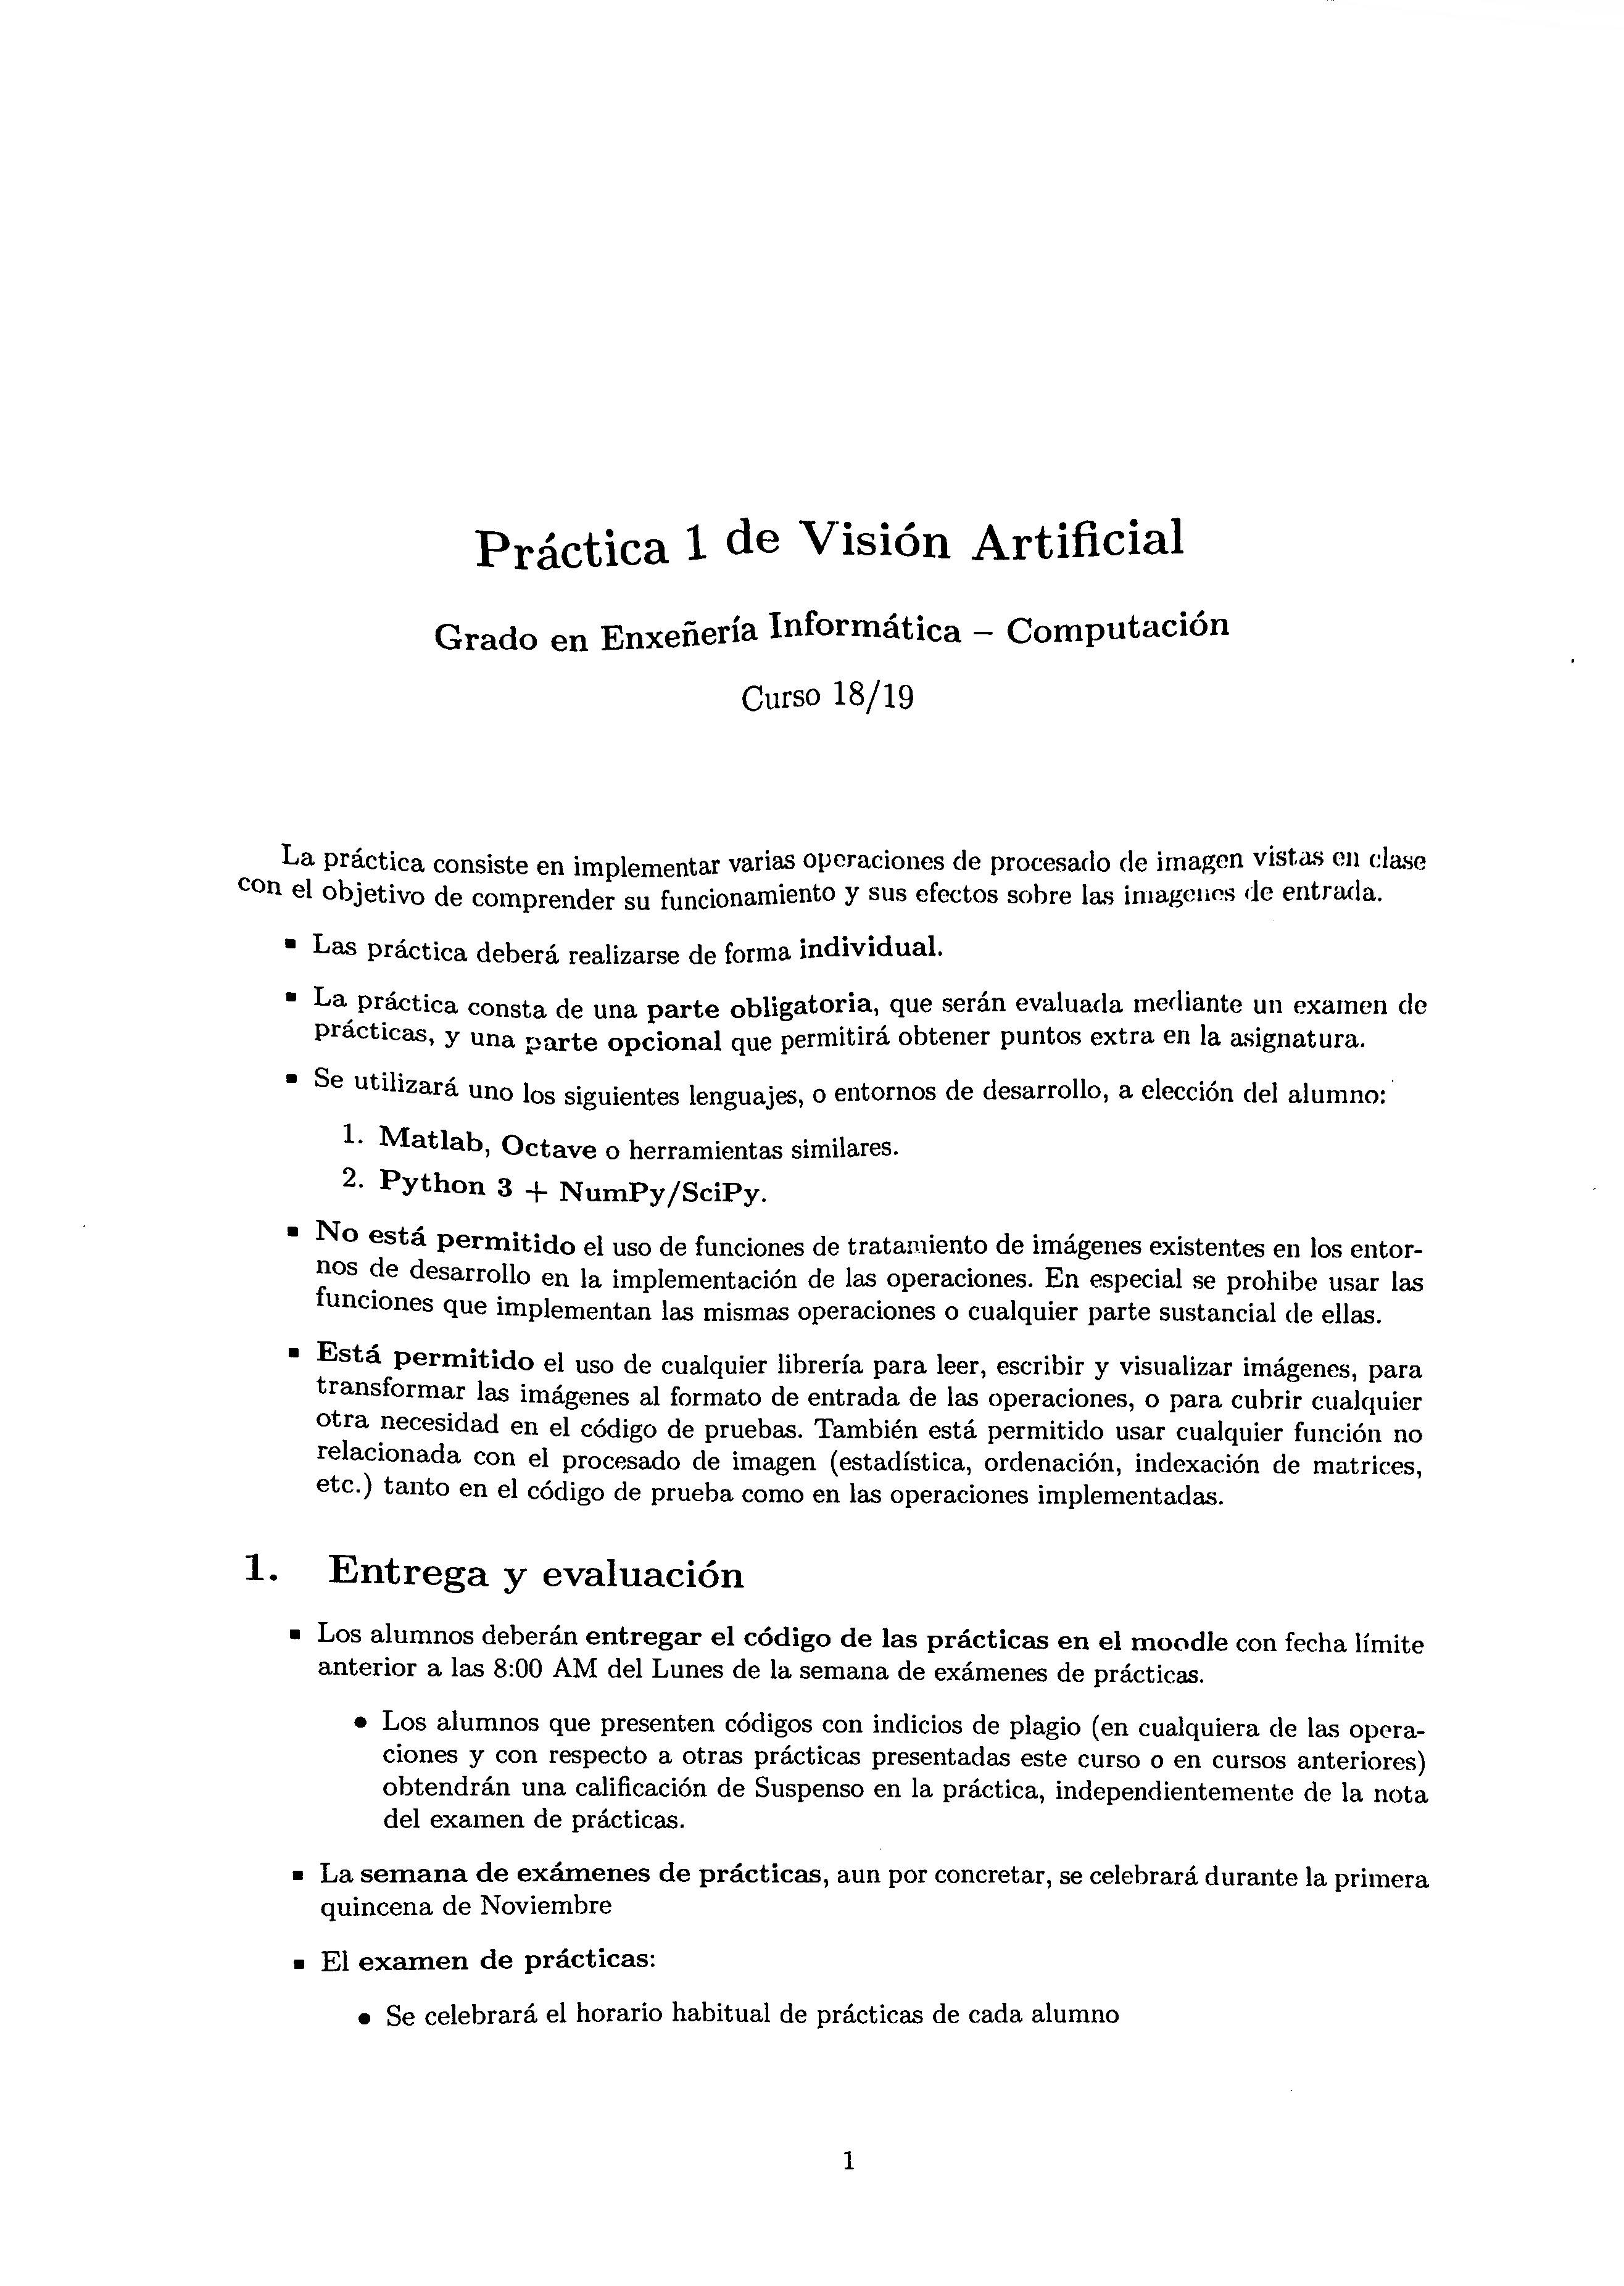 Práctica 1 de Visión Artificial
Grado en Enxeñería Informática – Computación
Curso 18/19
La práctica consiste en implementar varias operaciones de procesado de imagen vistas en clase
con el objetivo de comprender su funcionamiento y sus efectos sobre las imagenes de entrada.
▪ Las práctica deberá realizarse de forma individual.
▪ La práctica consta de una parte obligatoria, que serán evaluada mediante un examen de
prácticas, y una parte opcional que permitirá obtener puntos extra en la asignatura.
▪ Se utilizará uno los siguientes lenguajes, o entornos de desarrollo, a elección del alumno:
1. Matlab, Octave o herramientas similares.
2. Python 3 + NumPy/SciPy.
▪ No está permitido el uso de funciones de tratamiento de imágenes existentes en los entor-
nos de desarrollo en la implementación de las operaciones. En especial se prohibe usar las
funciones que implementan las mismas operaciones o cualquier parte sustancial de ellas.
▪ Está permitido el uso de cualquier librería para leer, escribir y visualizar imágenes, para
transformar las imágenes al formato de entrada de las operaciones, o para cubrir cualquier
otra necesidad en el código de pruebas. También está permitido usar cualquier función no
relacionada con el procesado de imagen (estadística, ordenación, indexación de matrices,
etc.) tanto en el código de prueba como en las operaciones implementadas.
1. Entrega y evaluación
▪ Los alumnos deberán entregar el código de las prácticas en el moodle con fecha límite
anterior a las 8:00 AM del Lunes de la semana de exámenes de prácticas.
• Los alumnos que presenten códigos con indicios de plagio (en cualquiera de las opera-
ciones y con respecto a otras prácticas presentadas este curso o en cursos anteriores)
obtendrán una calificación de Suspenso en la práctica, independientemente de la nota
del examen de prácticas.
▪ La semana de exámenes de prácticas, aun por concretar, se celebrará durante la primera
quincena de Noviembre
▪ El examen de prácticas:
• Se celebrará el horario habitual de prácticas de cada alumno
1